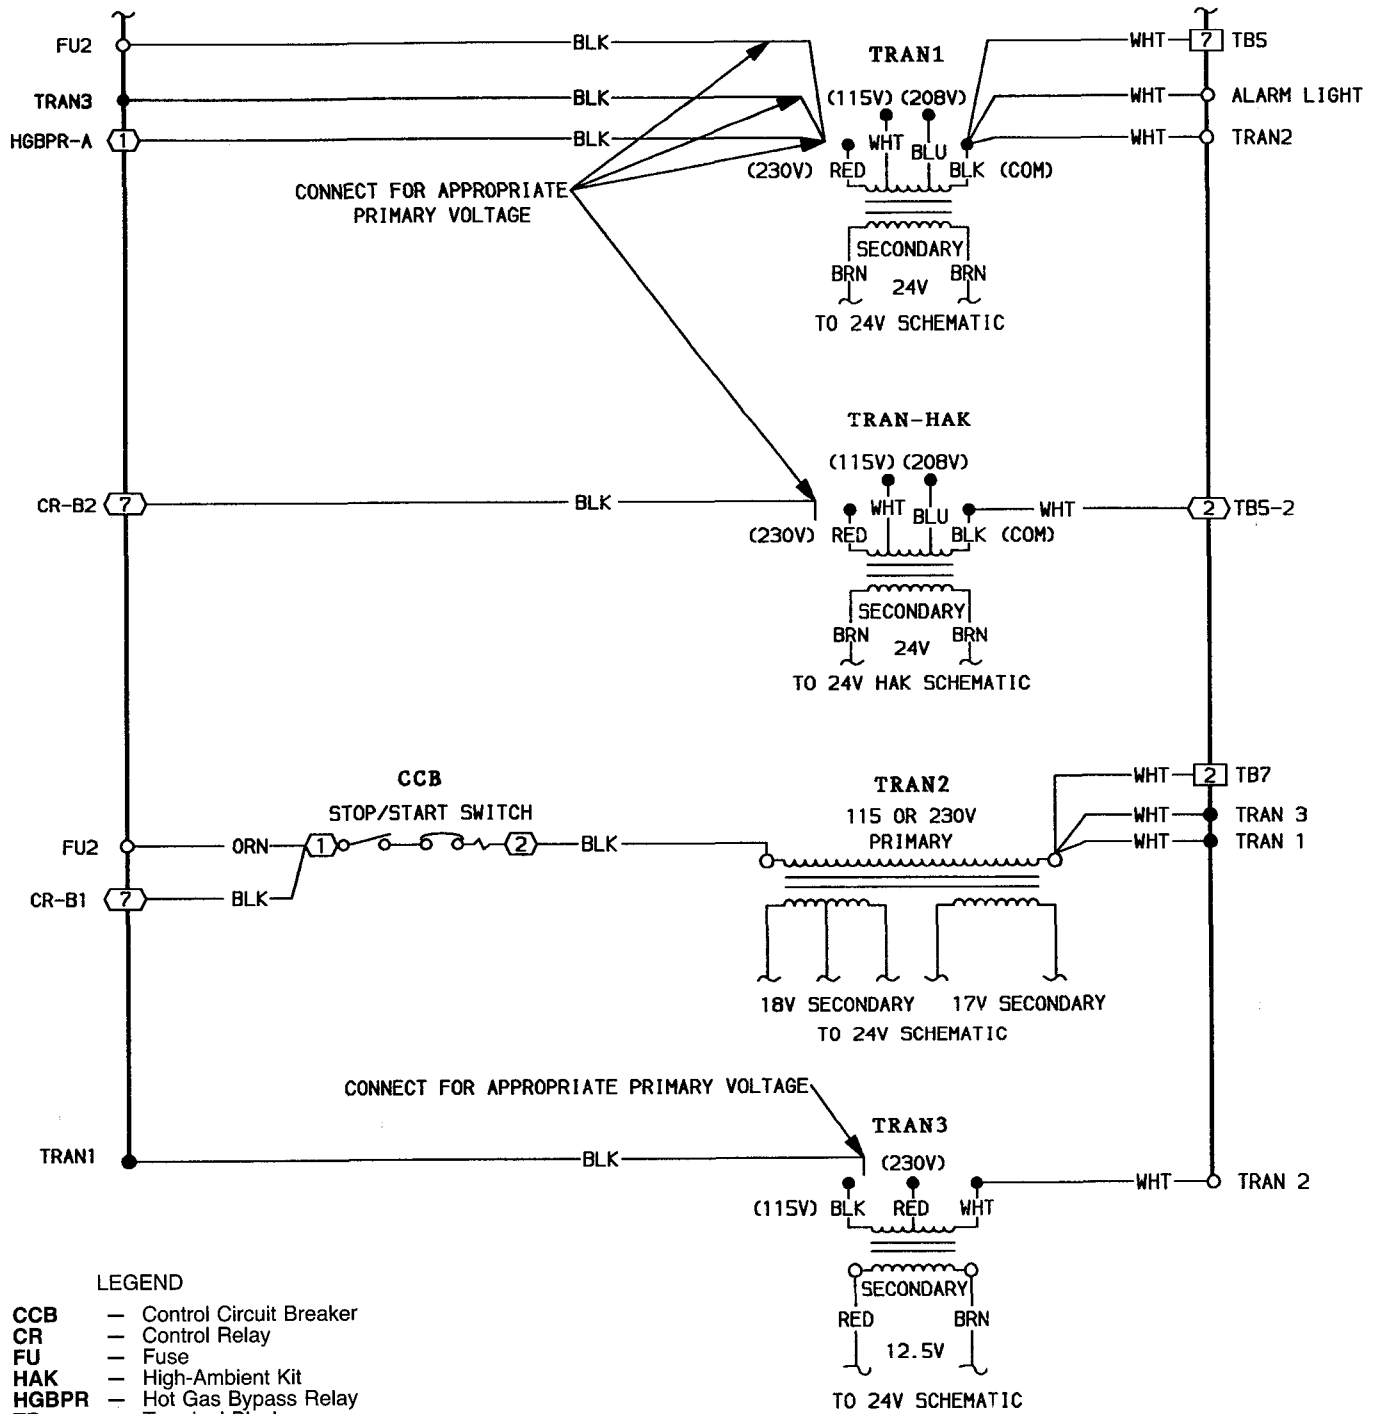 FU2 BLK TRAN1 WHT 7 TB5
TRAN3 BLK (115V) (208V) WHT ALARM LIGHT
HGBPR-A 1 BLK WHT BLU WHT TRAN2
(230V) RED BLK (COM)
CONNECT FOR APPROPRIATE
PRIMARY VOLTAGE
SECONDARY
BRN 24V BRN
TO 24V SCHEMATIC
TRAN-HAK
(115V) (208V)
CR-B2 7 BLK WHT BLU WHT 2 TB5-2
(230V) RED BLK (COM)
SECONDARY
BRN 24V BRN
TO 24V HAK SCHEMATIC
CCB
STOP/START SWITCH
TRAN2
115 OR 230V
PRIMARY
WHT 2 TB7
WHT TRAN 3
WHT TRAN 1
FU2 ORN 1 2 BLK
CR-B1 7 BLK
18V SECONDARY 17V SECONDARY
TO 24V SCHEMATIC
CONNECT FOR APPROPRIATE PRIMARY VOLTAGE
TRAN3
TRAN1 BLK (230V)
WHT TRAN 2
(115V) BLK RED WHT
SECONDARY
RED 12.5V BRN
TO 24V SCHEMATIC
LEGEND
CCB — Control Circuit Breaker
CR — Control Relay
FU — Fuse
HAK — High-Ambient Kit
HGBPR — Hot Gas Bypass Relay